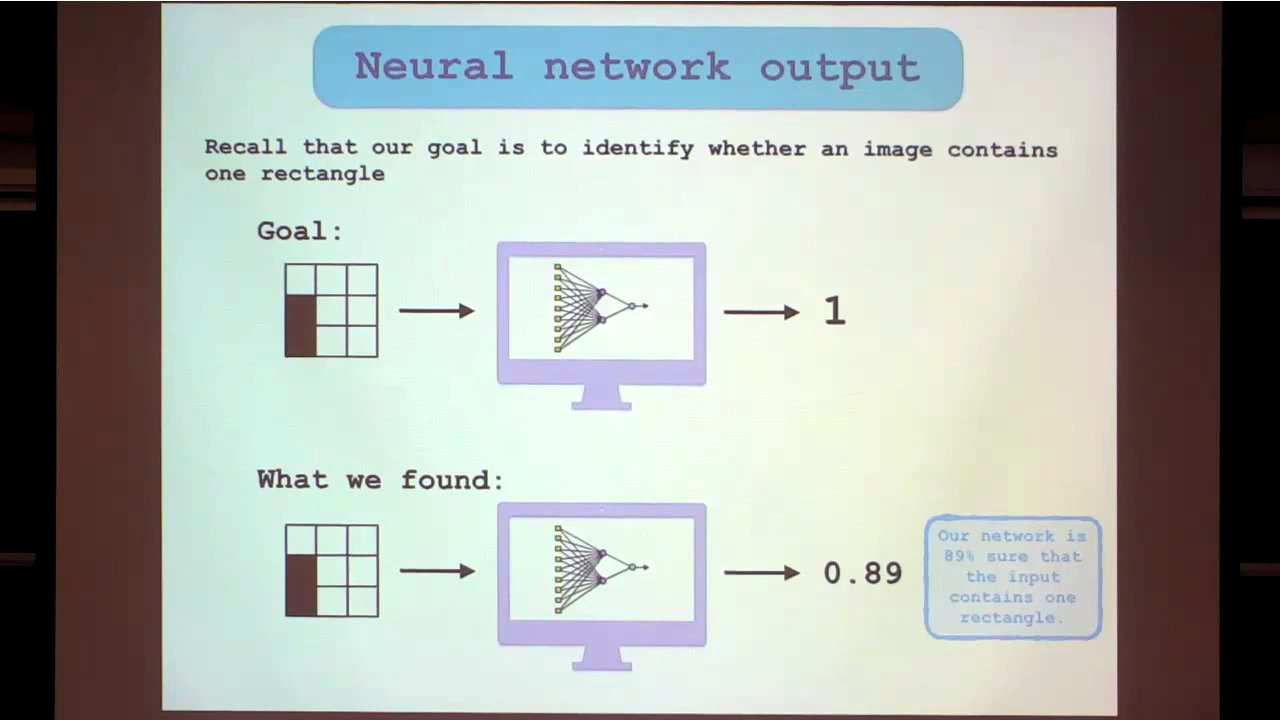 Neural network output
Recall that our goal is to identify whether an image contains
one rectangle
Goal:
1
What we found:
0.89
Our network is
89% sure that
the input
contains one
rectangle.